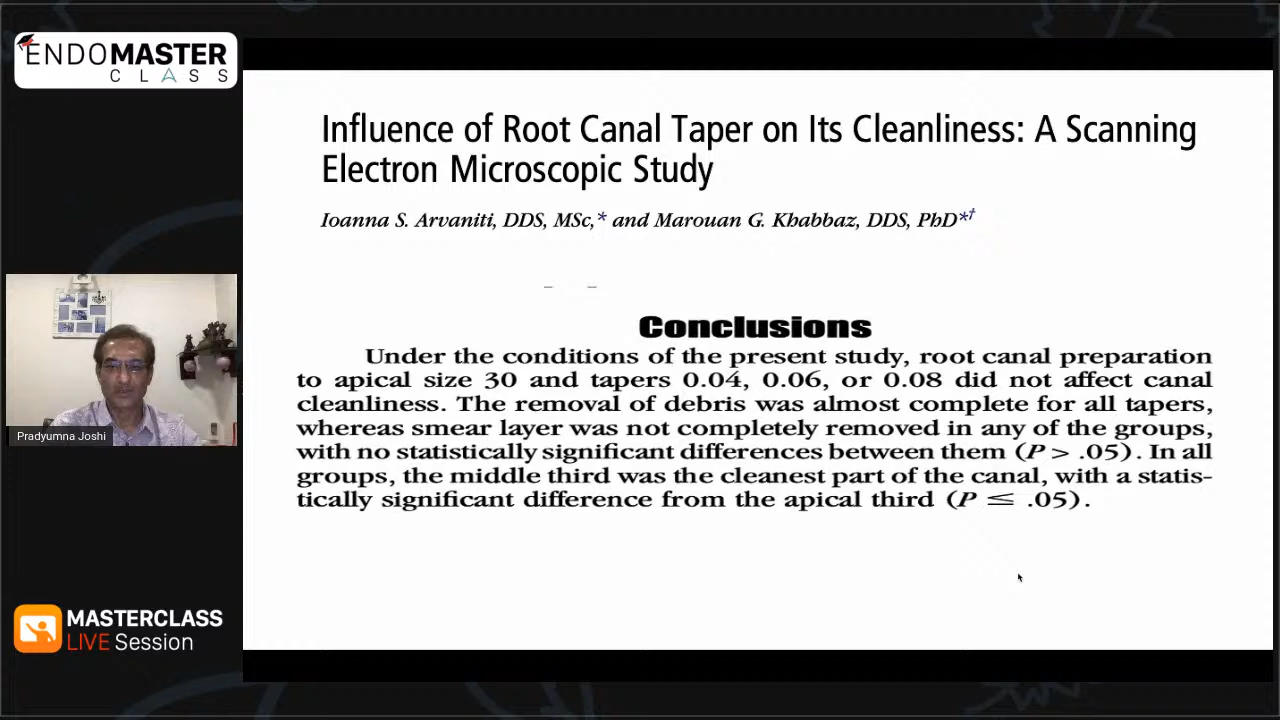 ENDOMASTER
CLASS
Influence of Root Canal Taper on Its Cleanliness: A Scanning
Electron Microscopic Study
Ioanna S. Arvaniti, DDS, MSc,* and Marouan G. Khabbaz, DDS, PhD*†
Conclusions
Under the conditions of the present study, root canal preparation
to apical size 30 and tapers 0.04, 0.06, or 0.08 did not affect canal
cleanliness. The removal of debris was almost complete for all tapers,
whereas smear layer was not completely removed in any of the groups,
with no statistically significant differences between them (P > .05). In all
groups, the middle third was the cleanest part of the canal, with a statis-
tically significant difference from the apical third (P ≤ .05).
Pradyumna Joshi
MASTERCLASS
LIVE Session